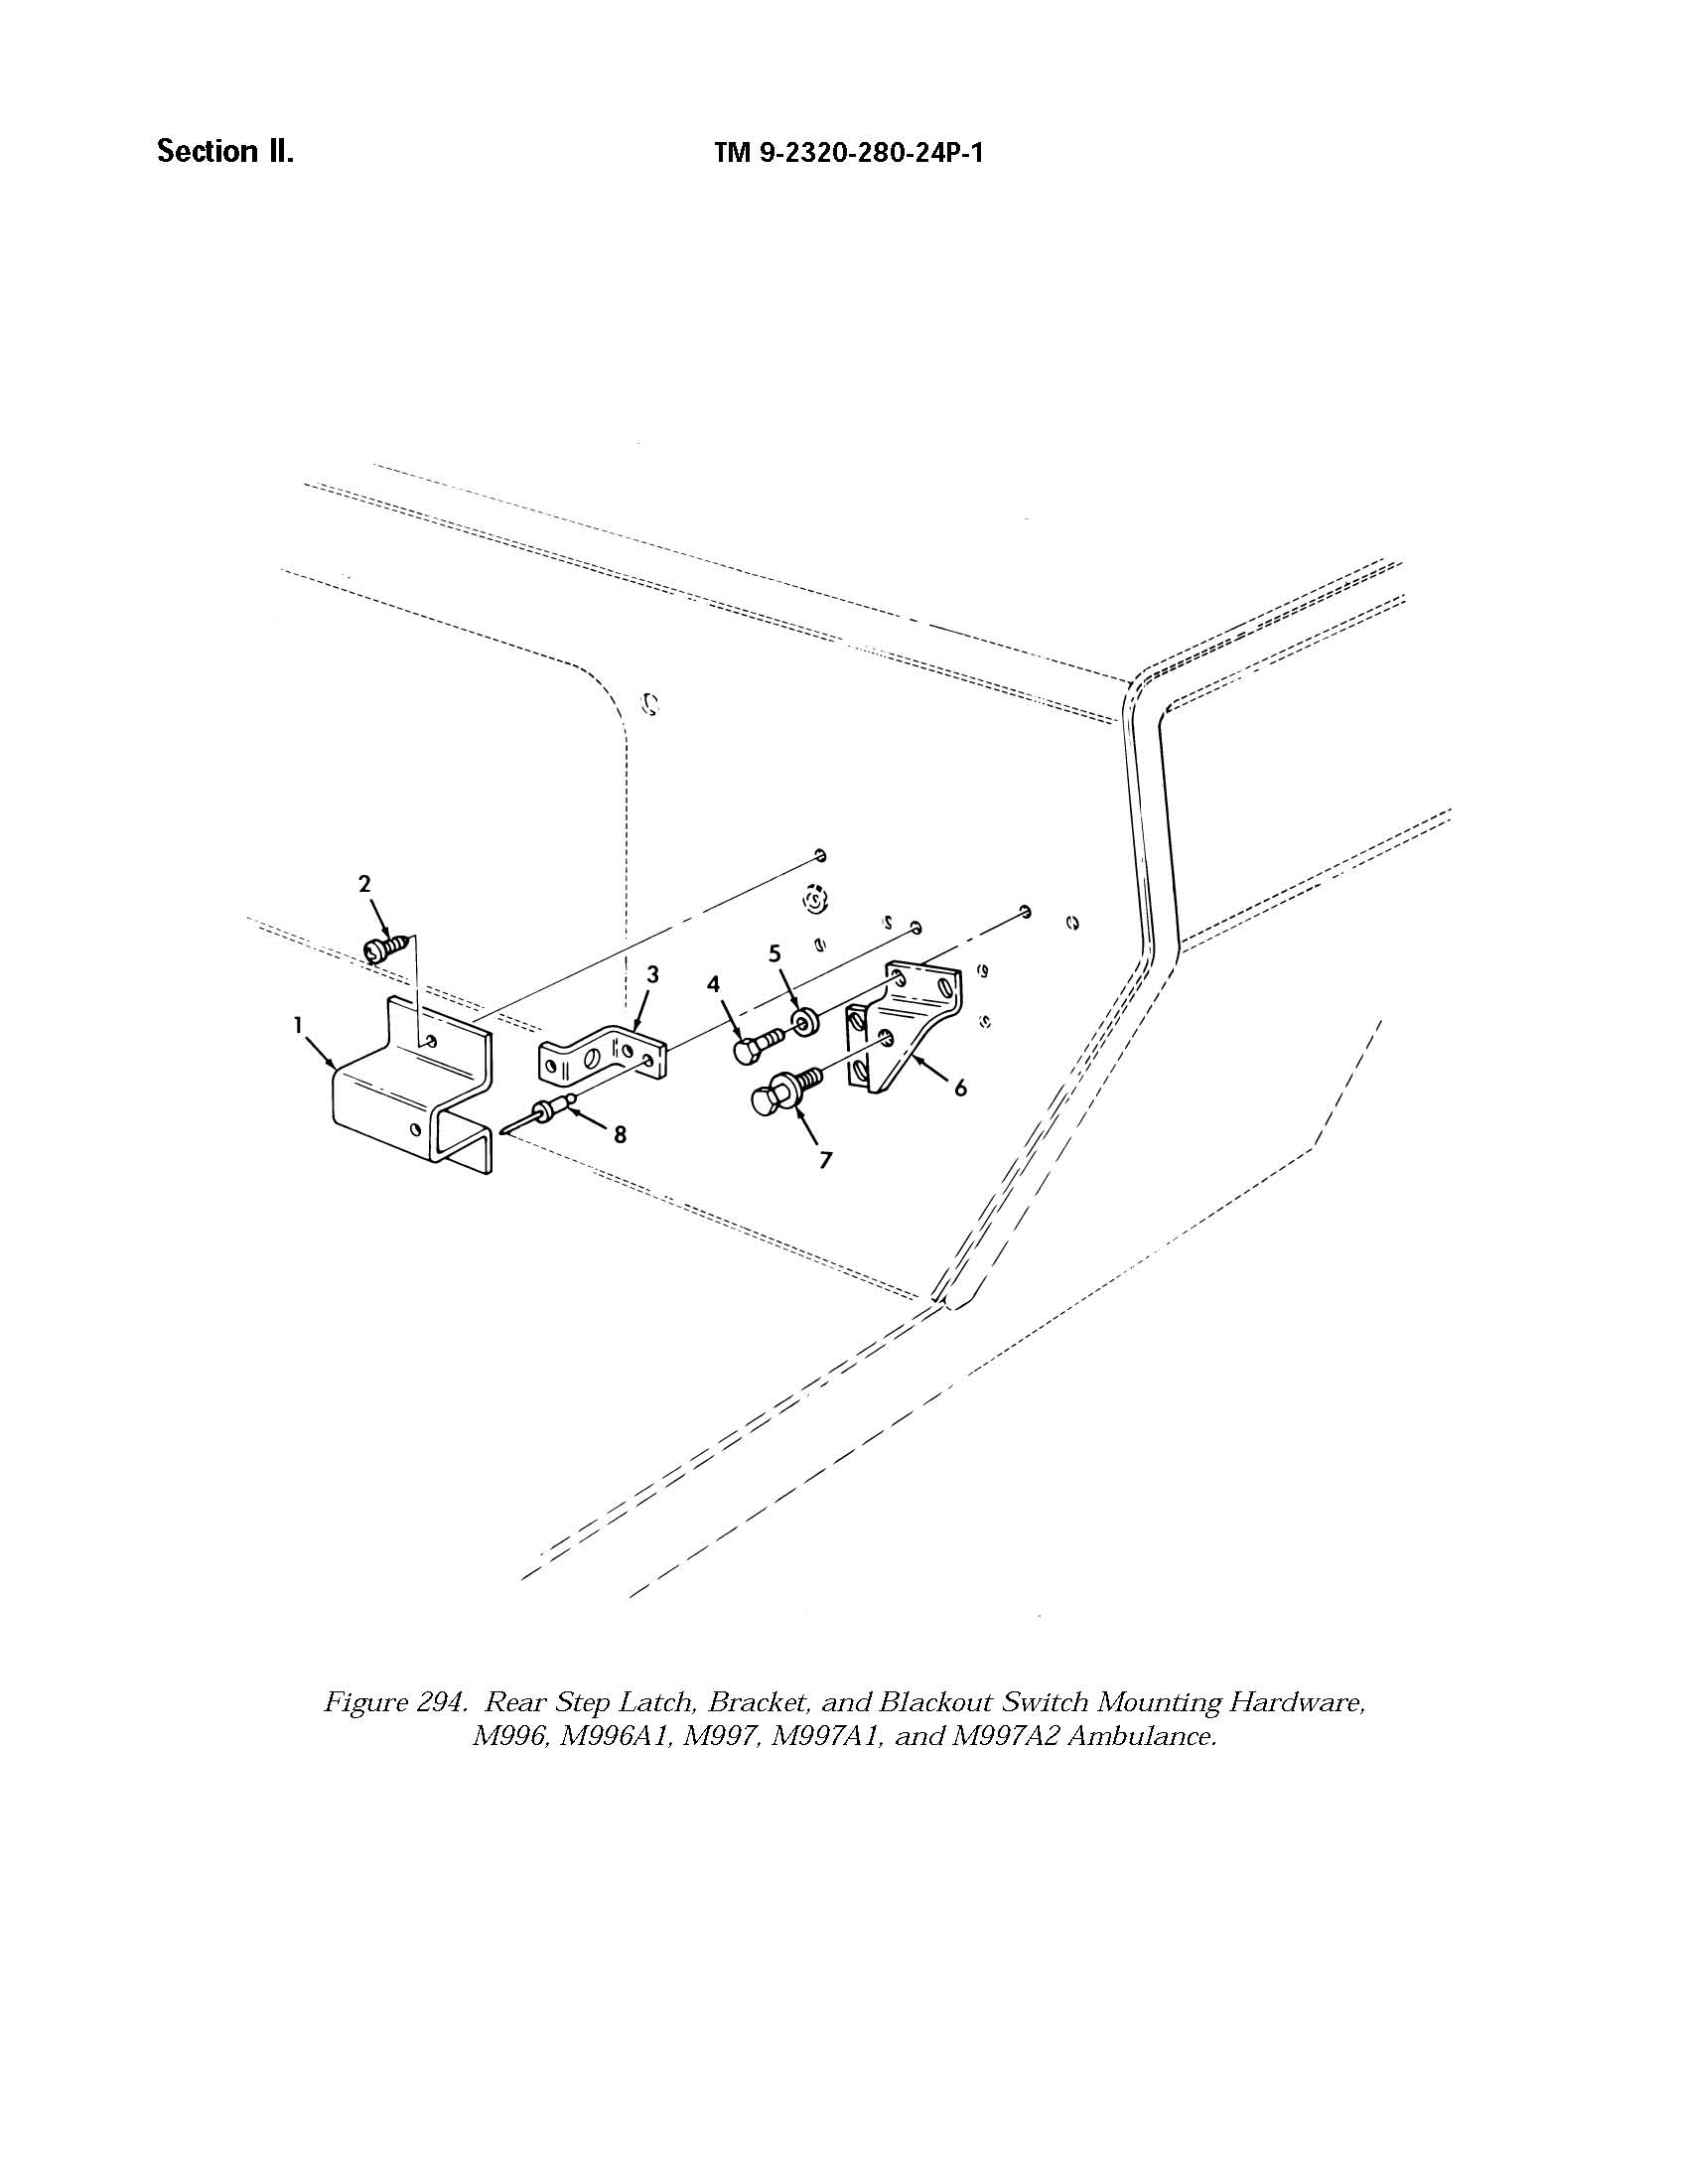 Section II.
TM 9-2320-280-24P-1
2
1
3
4
5
6
7
8
Figure 294. Rear Step Latch, Bracket, and Blackout Switch Mounting Hardware,
M996, M996A1, M997, M997A1, and M997A2 Ambulance.